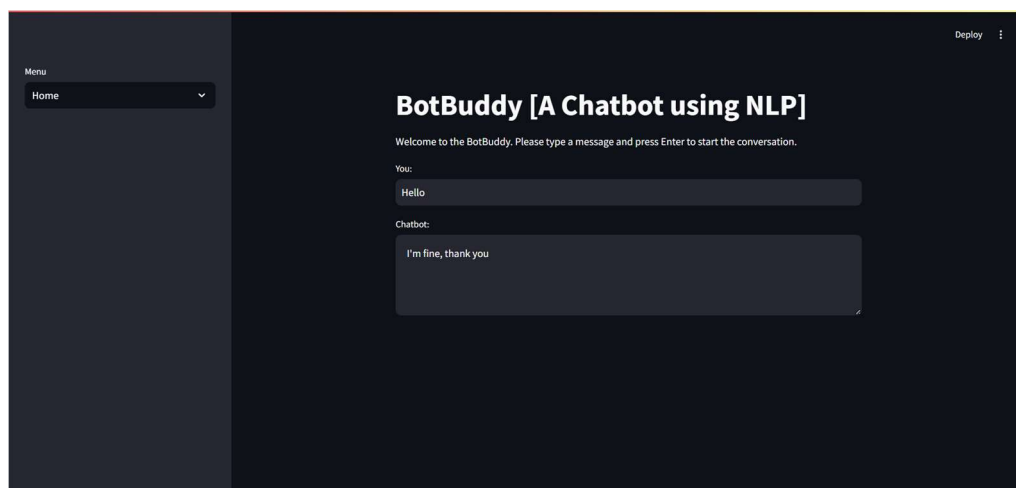 Deploy
Menu
Home
BotBuddy [A Chatbot using NLP]
Welcome to the BotBuddy. Please type a message and press Enter to start the conversation.
You:
Hello
Chatbot:
I'm fine, thank you